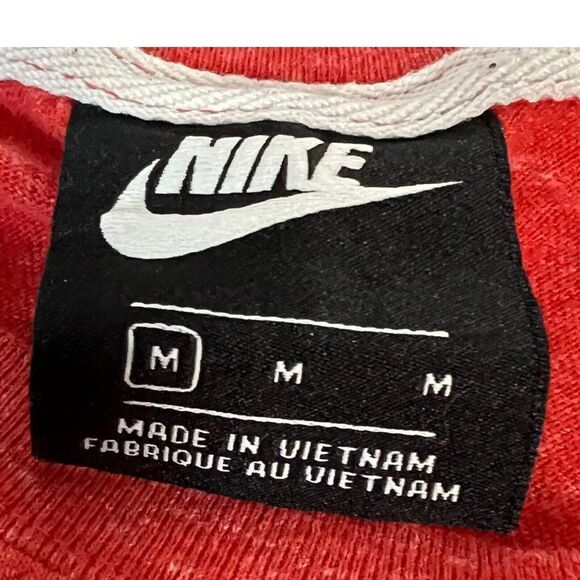 NIKE
M M M
MADE IN VIETNAM
FABRIQUE AU VIETNAM